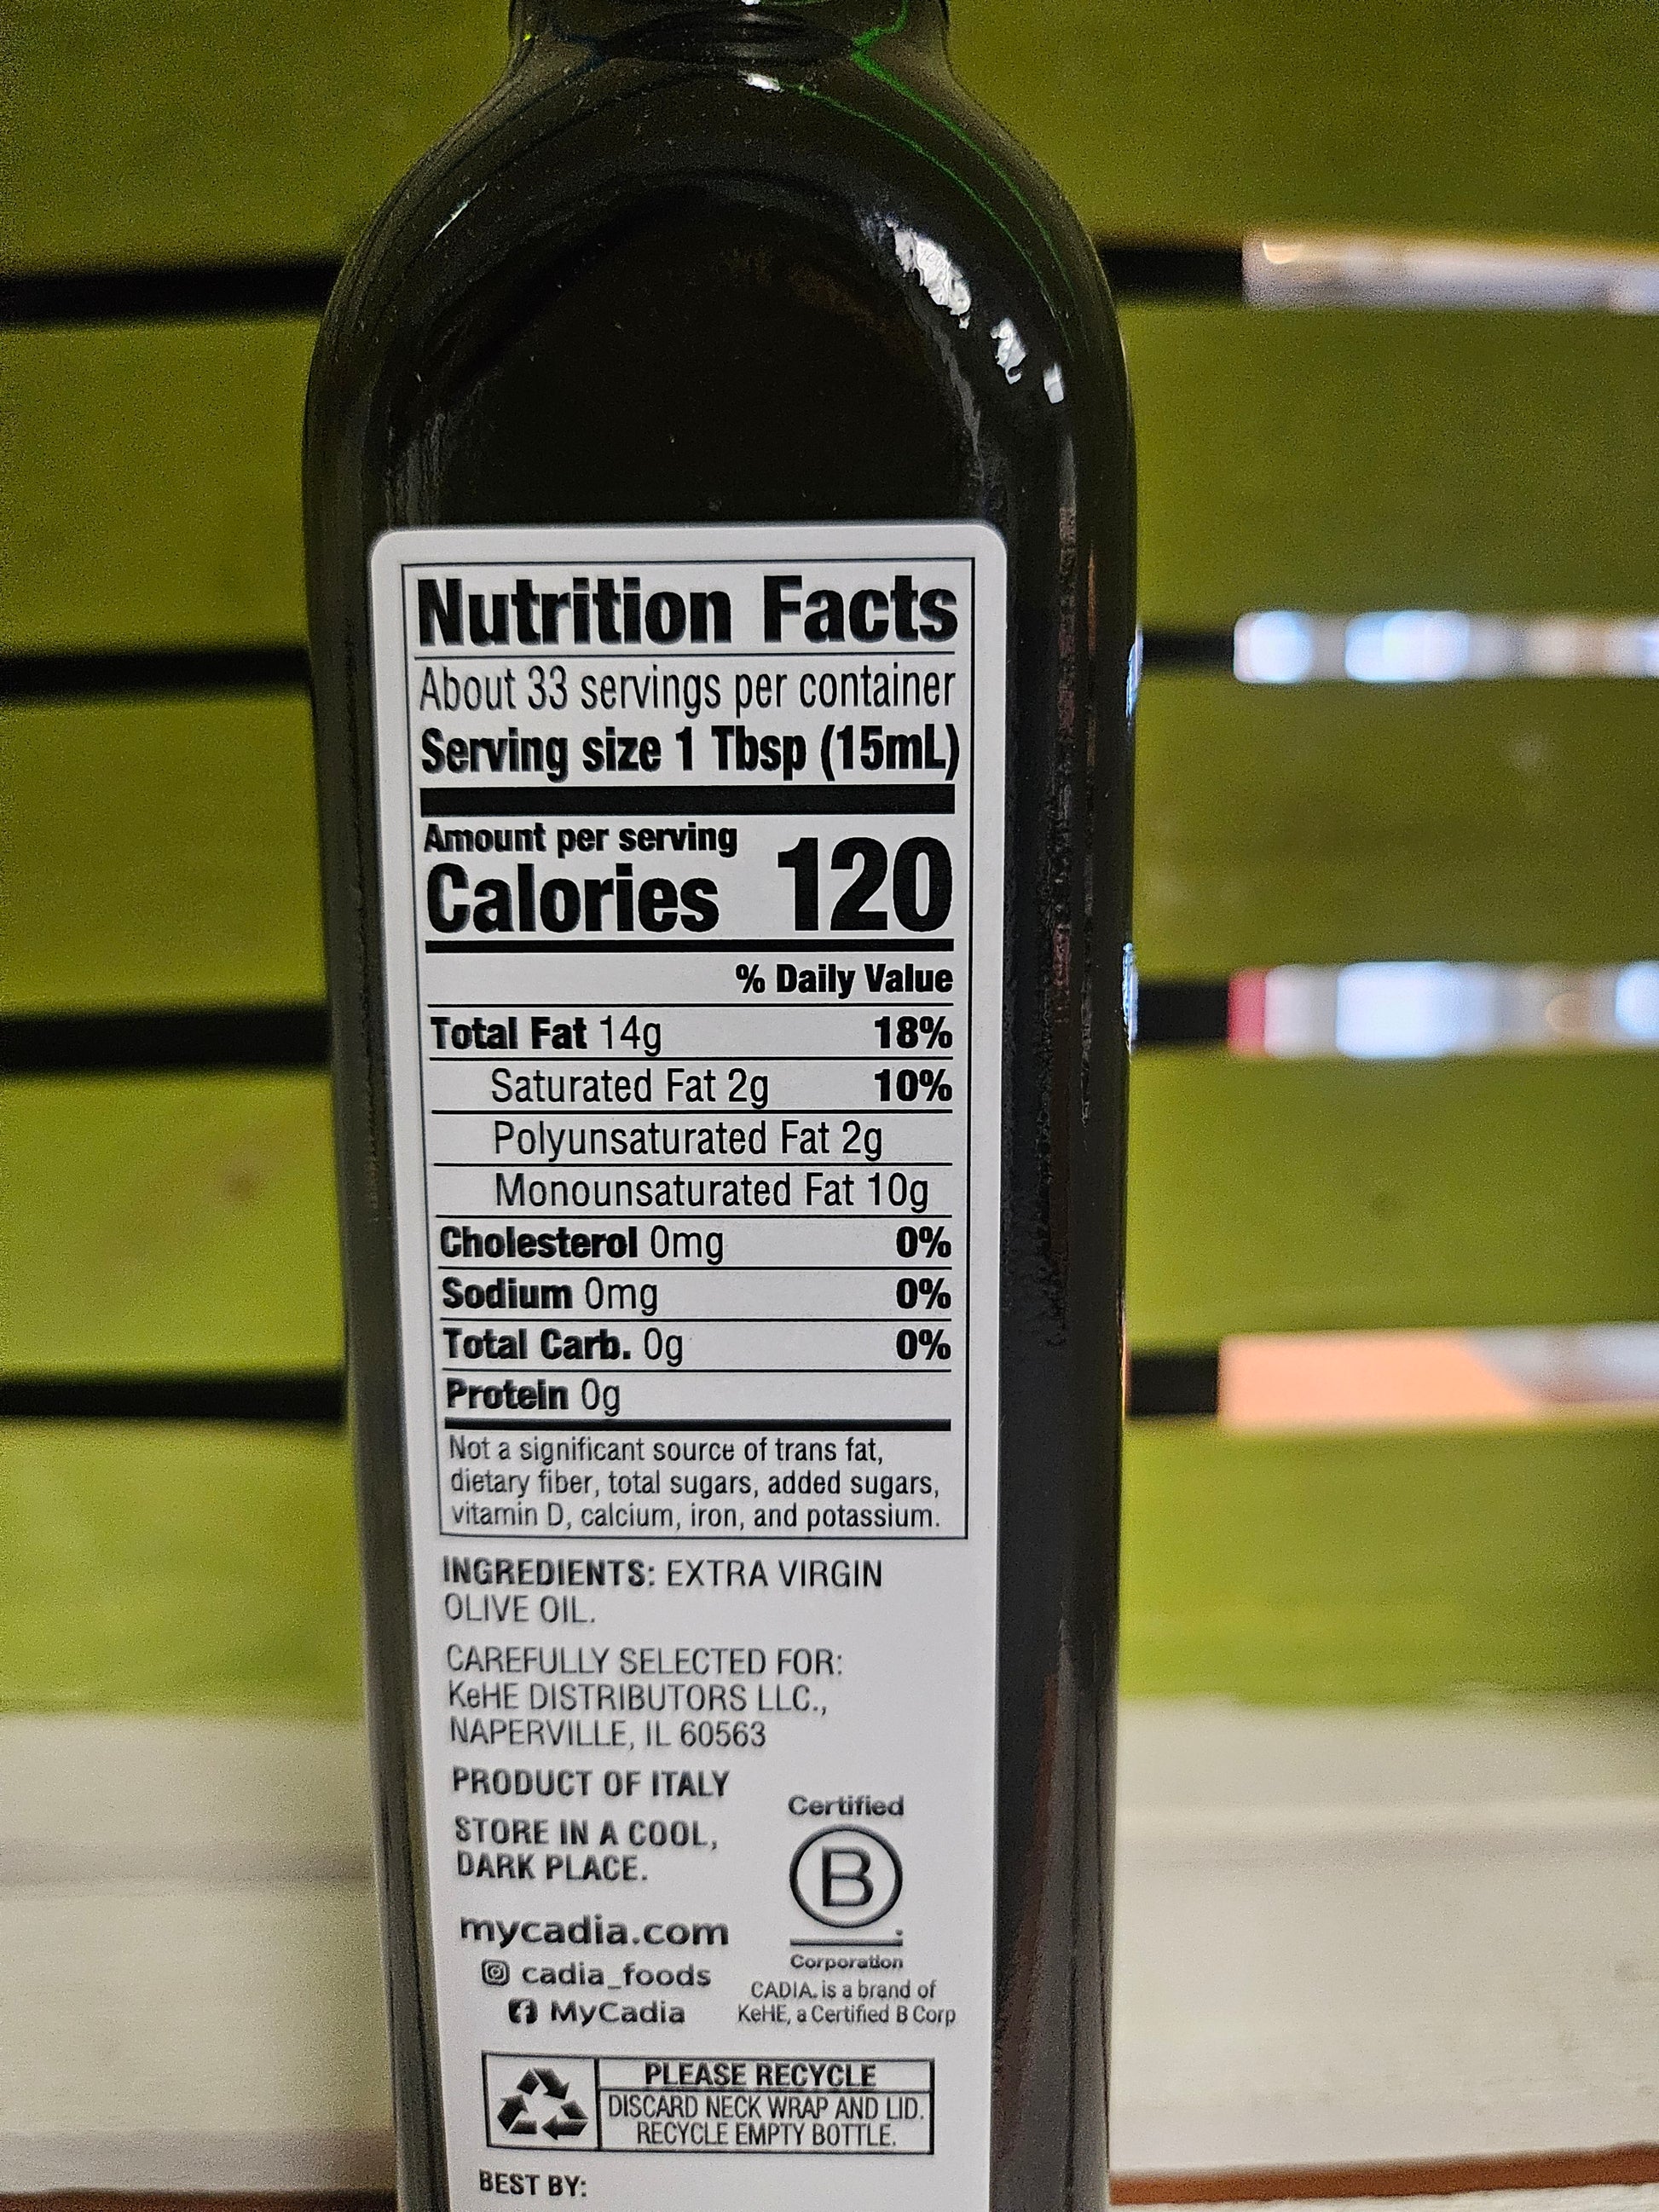 Nutrition Facts
About 33 servings per container
Serving size 1 Tbsp (15mL)
Amount per serving
Calories 120
% Daily Value
Total Fat 14g 18%
Saturated Fat 2g 10%
Polyunsaturated Fat 2g
Monounsaturated Fat 10g
Cholesterol 0mg 0%
Sodium 0mg 0%
Total Carb. 0g 0%
Protein 0g
Not a significant source of trans fat,
dietary fiber, total sugars, added sugars,
vitamin D, calcium, iron, and potassium.
INGREDIENTS: EXTRA VIRGIN
OLIVE OIL.
CAREFULLY SELECTED FOR:
KeHE DISTRIBUTORS LLC.,
NAPERVILLE, IL 60563
PRODUCT OF ITALY
STORE IN A COOL,
DARK PLACE.
mycadia.com
cadia_foods
MyCadia
Certified
B
Corporation
CADIA. is a brand of
KeHE, a Certified B Corp
PLEASE RECYCLE
DISCARD NECK WRAP AND LID.
RECYCLE EMPTY BOTTLE.
BEST BY: